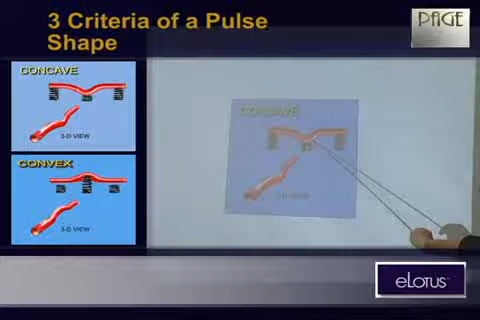 3 Criteria of a Pulse
Shape
PAGE
CONCAVE
3-D VIEW
CONVEX
3-D VIEW
CONCAVE
3-D VIEW
eLOTUS